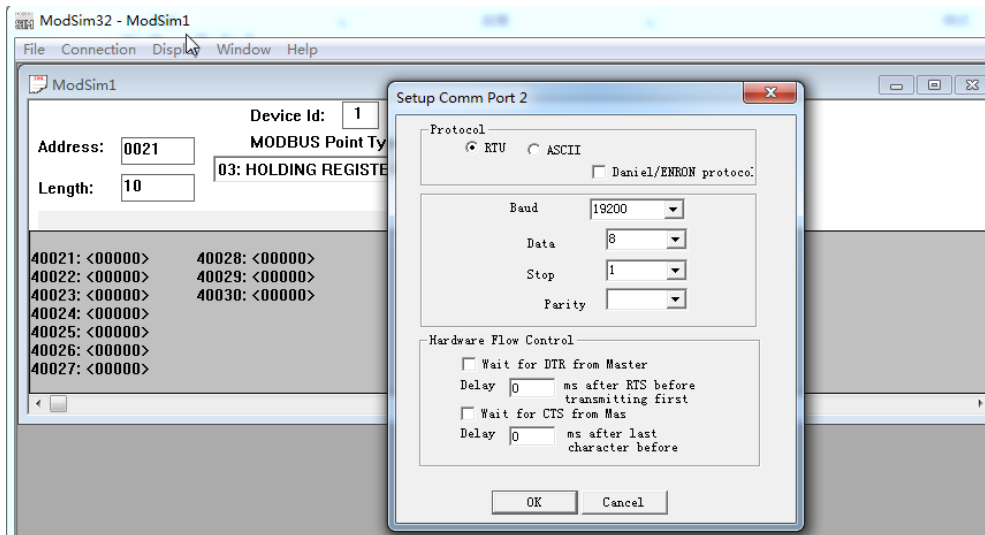 ModSim32 - ModSim1
File Connection Display Window Help
ModSim1
Device Id: 1
Address: 0021
MODBUS Point Ty
03: HOLDING REGISTE
Length: 10
40021: <00000> 40028: <00000>
40022: <00000> 40029: <00000>
40023: <00000> 40030: <00000>
40024: <00000>
40025: <00000>
40026: <00000>
40027: <00000>
Setup Comm Port 2
Protocol
RTU ASCII
Daniel/ENRON protocol
Baud 19200
Data 8
Stop 1
Parity
Hardware Flow Control
Wait for DTR from Master
Delay 0 ms after RTS before
transmitting first
Wait for CTS from Mas
Delay 0 ms after last
character before
OK Cancel